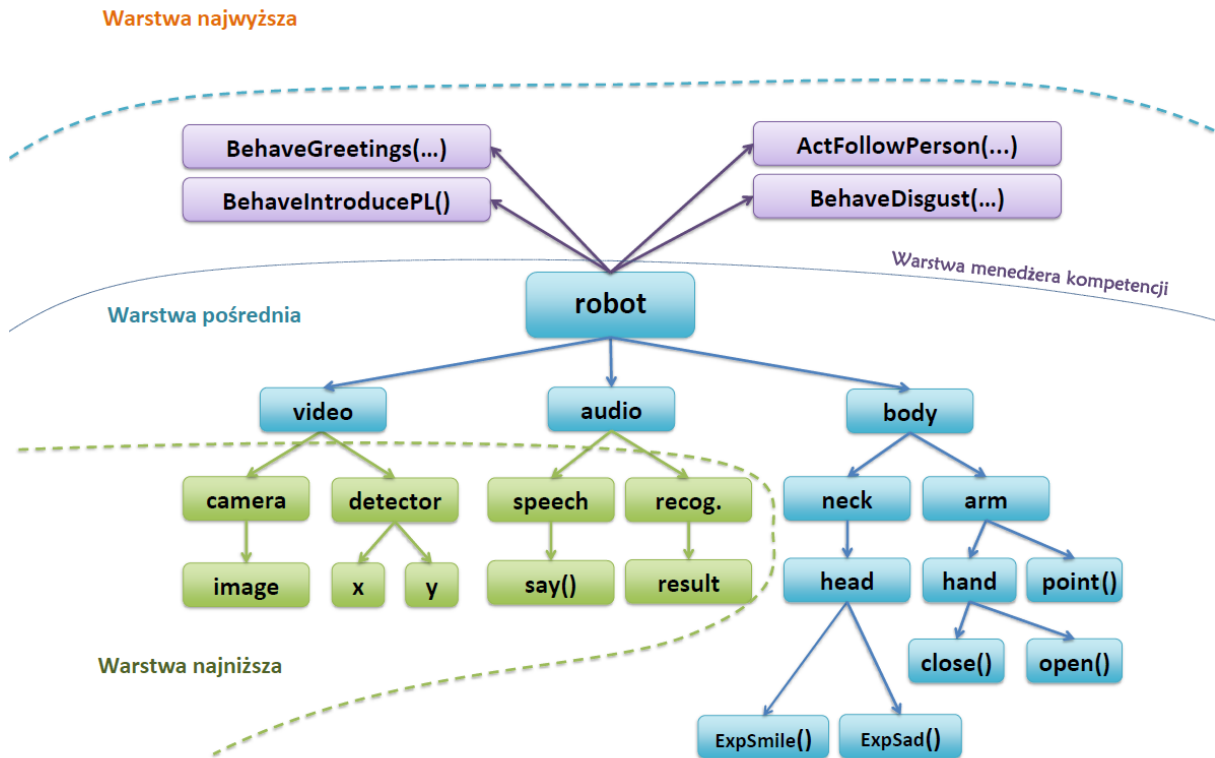 Warstwa najwyższa
BehaveGreetings(...)
ActFollowPerson(...)
BehaveIntroducePL()
BehaveDisgust(...)
Warstwa menedżera kompetencji
robot
Warstwa pośrednia
video
audio
body
camera
detector
speech
recog.
neck
arm
image
x
y
say()
result
head
hand
point()
Warstwa najniższa
close()
open()
ExpSmile()
ExpSad()